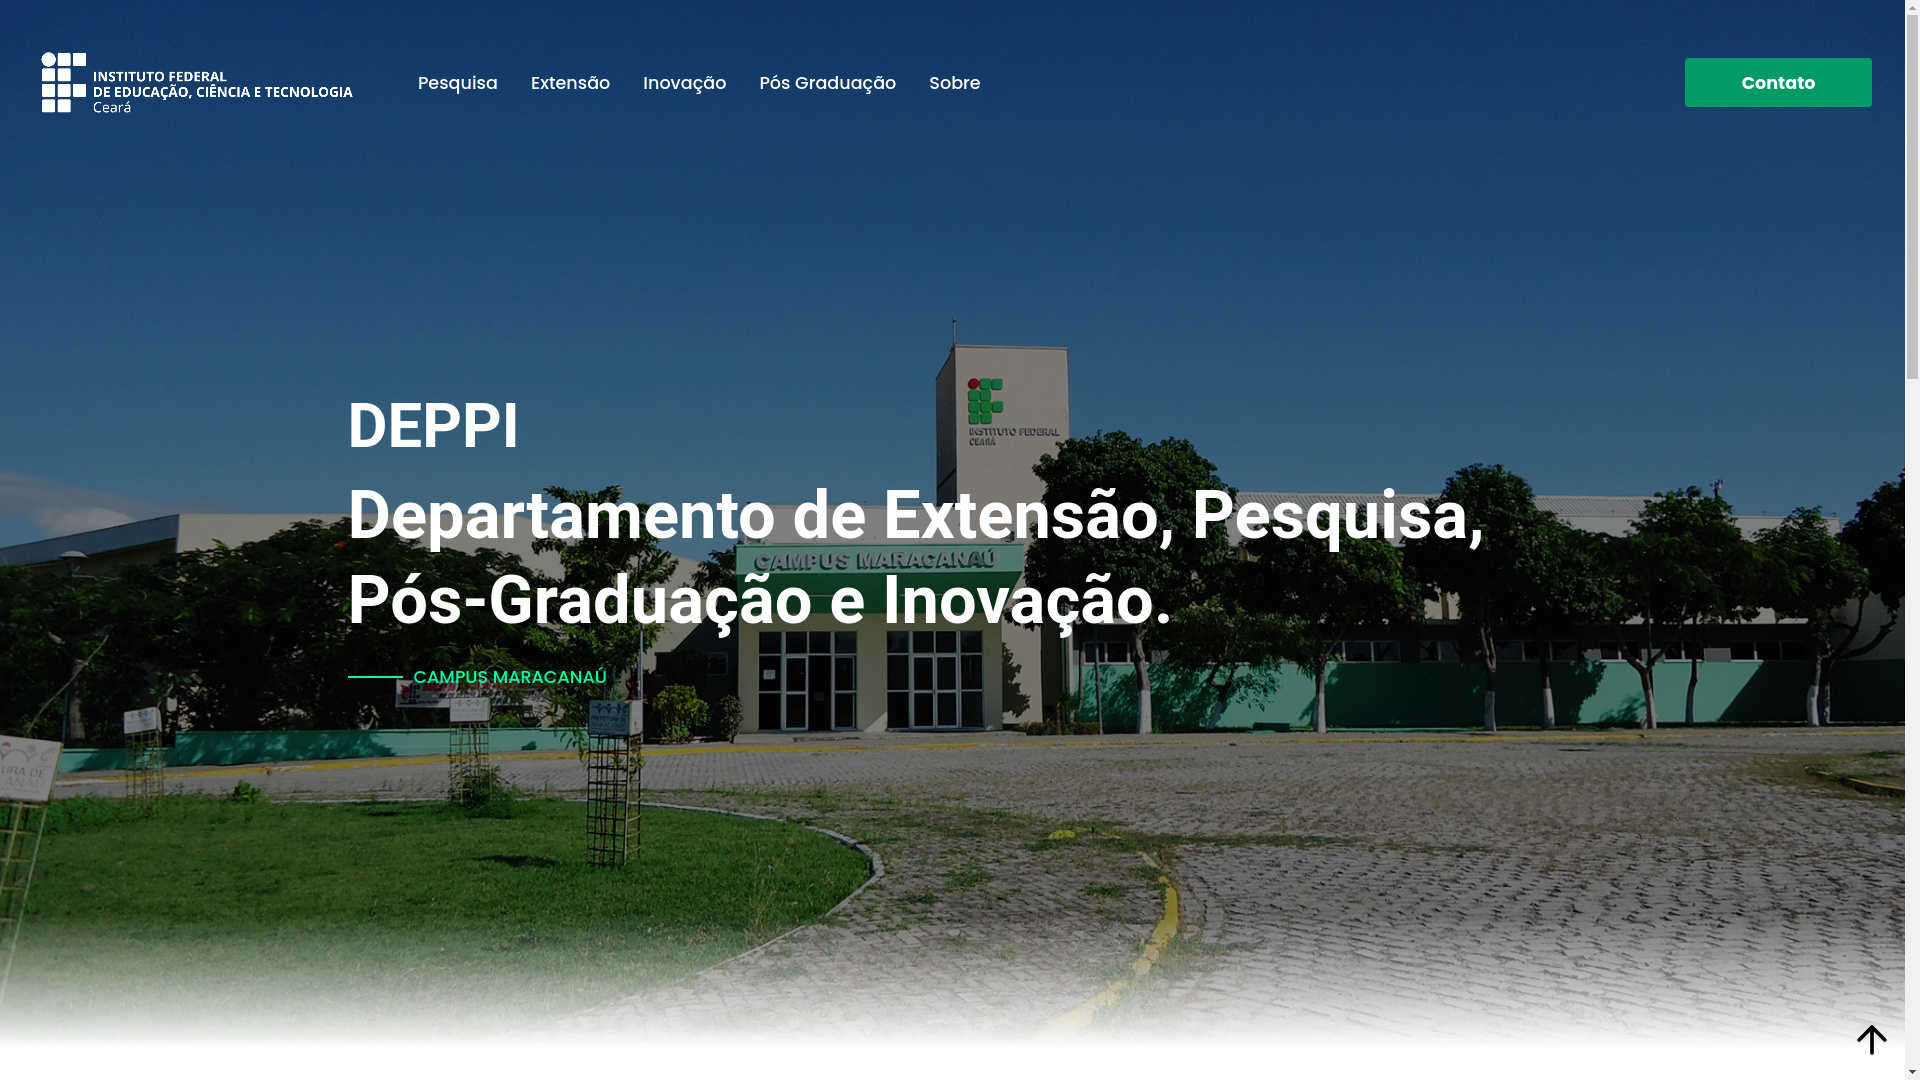 INSTITUTO FEDERAL
DE EDUCAÇÃO, CIÊNCIA E TECNOLOGIA
Ceará
Pesquisa
Extensão
Inovação
Pós Graduação
Sobre
Contato
INSTITUTO FEDERAL
CEARÁ
DEPPI
Departamento de Extensão, Pesquisa,
CAMPUS MARACANAÚ
Pós-Graduação e Inovação.
CAMPUS MARACANAÚ